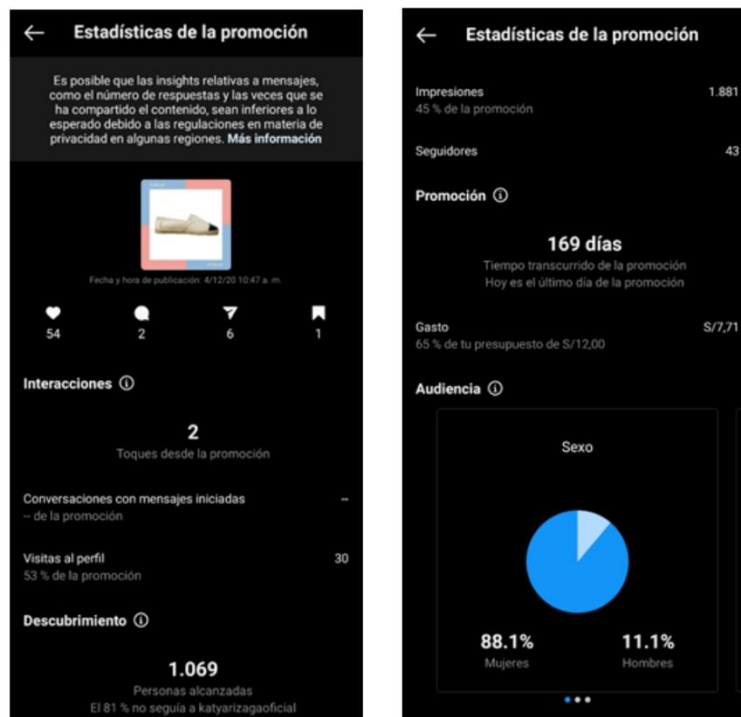 Estadísticas de la promoción
Es posible que las insights relativas a mensajes,
como el número de respuestas y las veces que se
ha compartido el contenido, sean inferiores a lo
esperado debido a las regulaciones en materia de
privacidad en algunas regiones. Más información
Fecha y hora de publicación: 4/12/20 10:47 a. m.
54 2 6 1
Interacciones
2
Toques desde la promoción
Conversaciones con mensajes iniciadas --
-- de la promoción
Visitas al perfil 30
53 % de la promoción
Descubrimiento
1.069
Personas alcanzadas
El 81 % no seguía a katyarizagaoficial
Estadísticas de la promoción
Impresiones 1.881
45 % de la promoción
Seguidores 43
Promoción
169 días
Tiempo transcurrido de la promoción
Hoy es el último día de la promoción
Gasto S/7,71
65 % de tu presupuesto de S/12,00
Audiencia
Sexo
88.1% 11.1%
Mujeres Hombres